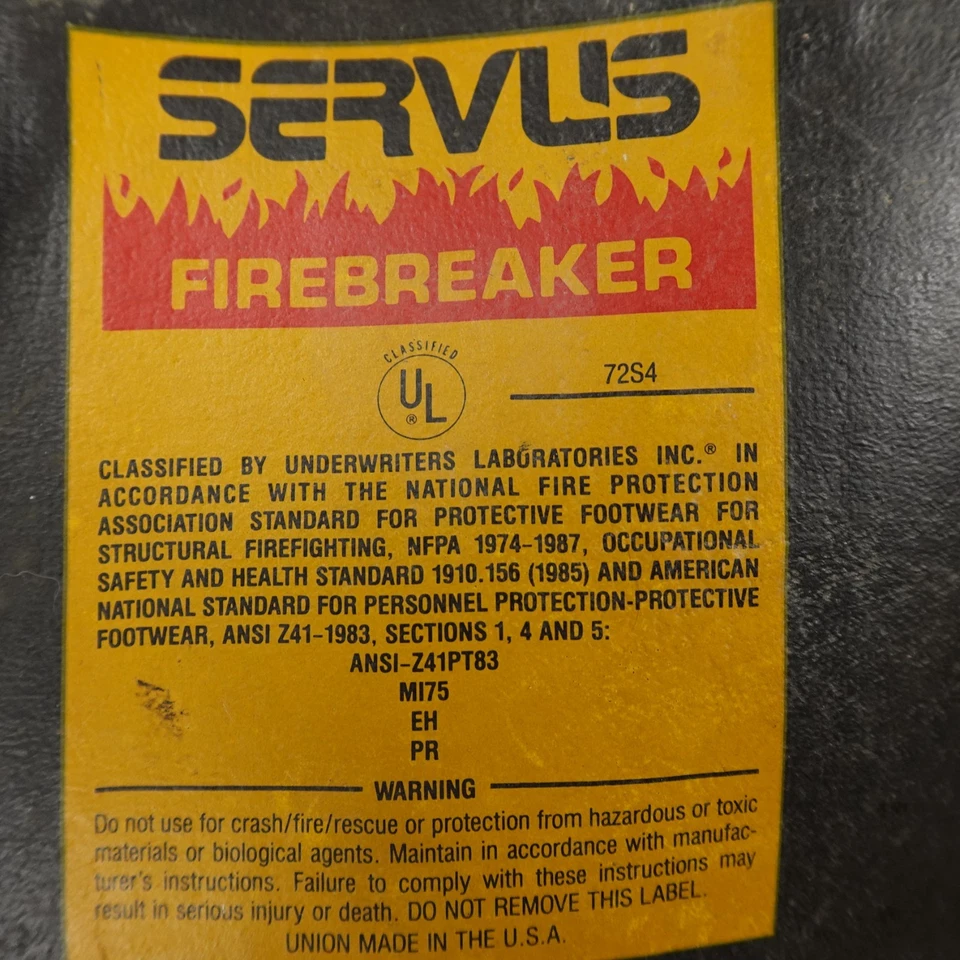 SERVUS
FIREBREAKER
CLASSIFIED
UL®
72S4
CLASSIFIED BY UNDERWRITERS LABORATORIES INC.® IN
ACCORDANCE WITH THE NATIONAL FIRE PROTECTION
ASSOCIATION STANDARD FOR PROTECTIVE FOOTWEAR FOR
STRUCTURAL FIREFIGHTING, NFPA 1974-1987, OCCUPATIONAL
SAFETY AND HEALTH STANDARD 1910.156 (1985) AND AMERICAN
NATIONAL STANDARD FOR PERSONNEL PROTECTION-PROTECTIVE
FOOTWEAR, ANSI Z41-1983, SECTIONS 1, 4 AND 5:
ANSI-Z41PT83
MI75
EH
PR
WARNING
Do not use for crash/fire/rescue or protection from hazardous or toxic
materials or biological agents. Maintain in accordance with manufac-
turer's instructions. Failure to comply with these instructions may
result in serious injury or death. DO NOT REMOVE THIS LABEL.
UNION MADE IN THE U.S.A.